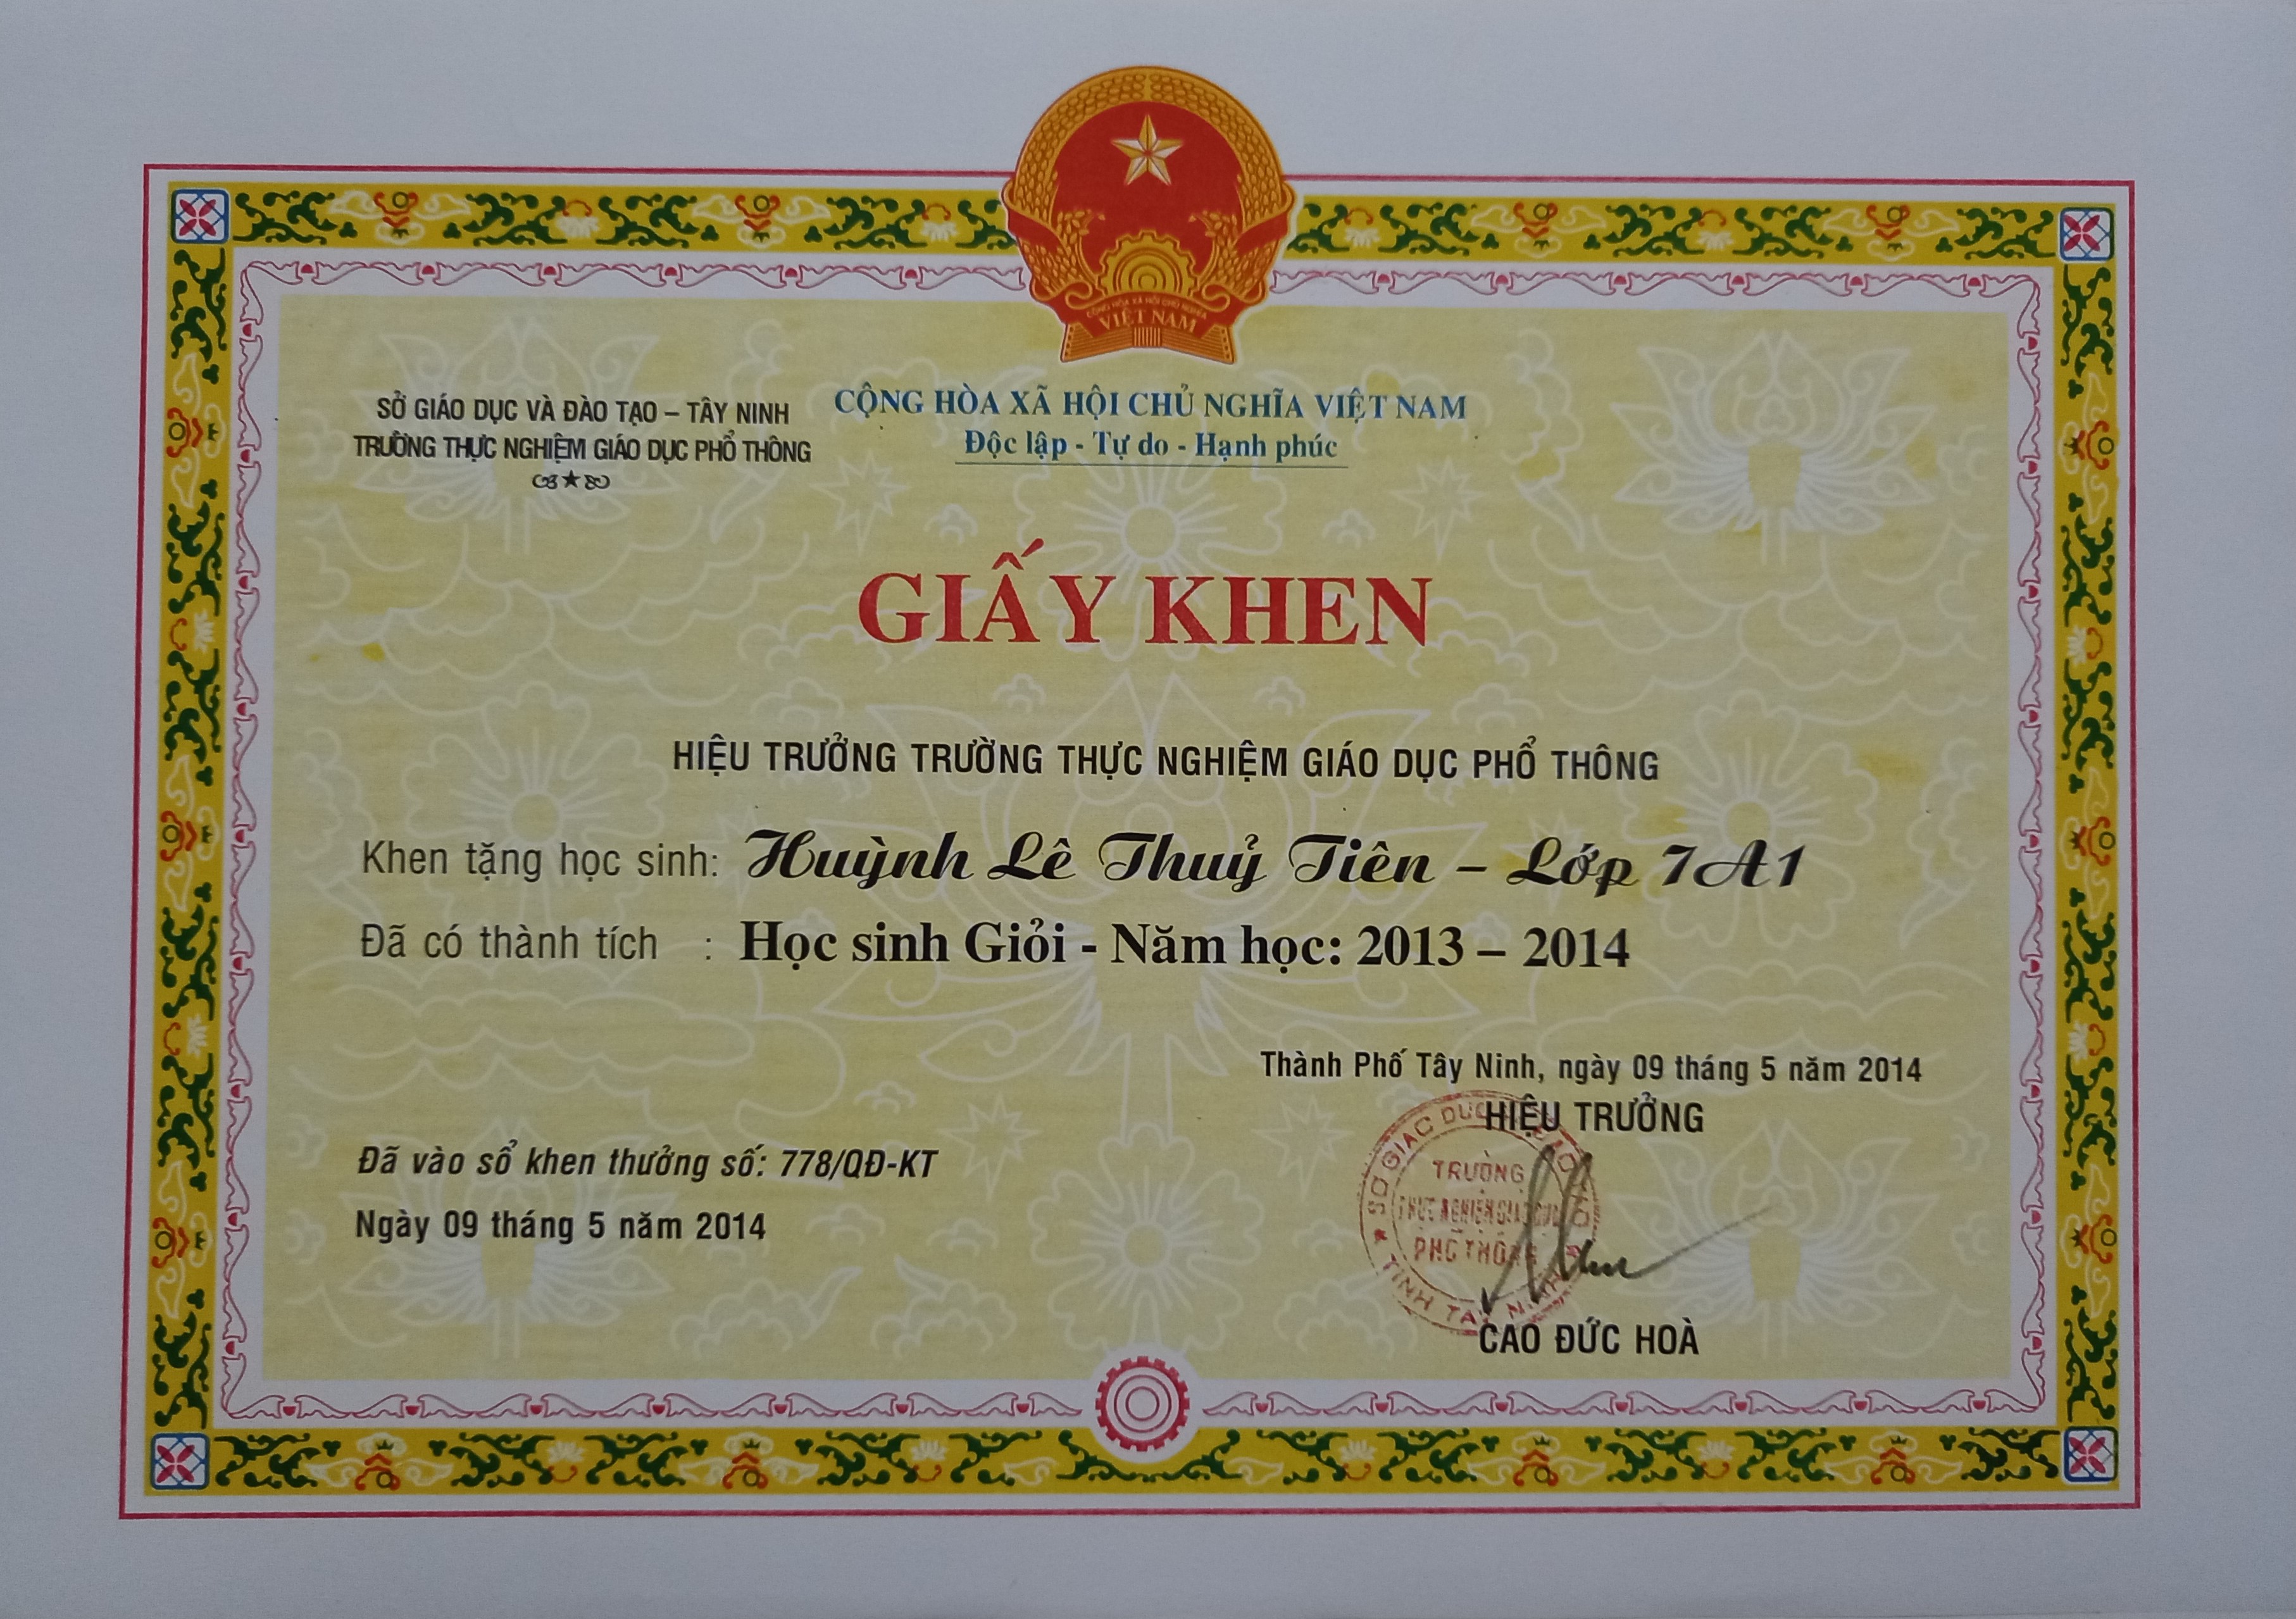 CỘNG HÒA XÃ HỘI CHỦ NGHĨA
VIỆT NAM
SỞ GIÁO DỤC VÀ ĐÀO TẠO – TÂY NINH
TRƯỜNG THỰC NGHIỆM GIÁO DỤC PHỔ THÔNG
CỘNG HÒA XÃ HỘI CHỦ NGHĨA VIỆT NAM
Độc lập - Tự do - Hạnh phúc
GIẤY KHEN
HIỆU TRƯỞNG TRƯỜNG THỰC NGHIỆM GIÁO DỤC PHỔ THÔNG
Khen tặng học sinh: Huỳnh Lê Thuỷ Tiên – Lớp 7A1
Đã có thành tích : Học sinh Giỏi - Năm học: 2013 – 2014
Thành Phố Tây Ninh, ngày 09 tháng 5 năm 2014
HIỆU TRƯỞNG
Đã vào sổ khen thưởng số: 778/QĐ-KT
Ngày 09 tháng 5 năm 2014
SỞ GIÁO DỤC
TRƯỜNG
THỰC NGHIỆM GIÁO DỤC
PHỔ THÔNG
TỈNH TÂY NINH
CAO ĐỨC HOÀ